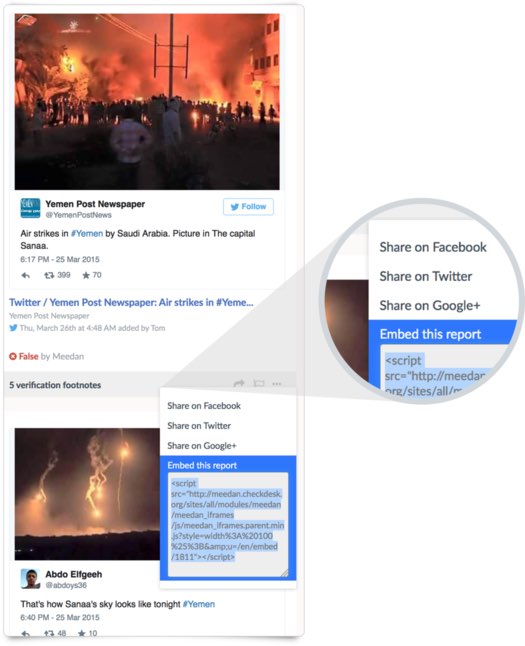 Yemen Post Newspaper
@YemenPostNews
Follow
Air strikes in #Yemen by Saudi Arabia. Picture in The capital
Sanaa.
6:17 PM - 25 Mar 2015
399 70
Twitter / Yemen Post Newspaper: Air strikes in #Yeme...
Yemen Post Newspaper
Thu, March 26th at 4:48 AM added by Tom
False by Meedan
5 verification footnotes
Share on Facebook
Share on Twitter
Share on Google+
Embed this report
<script
src="http://meedan.checkdesk.
org/sites/all/modules/meedan
/meedan_iframes
/js/meedan_iframes.parent.min
.js?style=width%3A%20100
%25%3B&amp;u=/en/embed
/1811"></script>
Abdo Elfgeeh
@abdoys36
That's how Sanaa's sky looks like tonight #Yemen
6:40 PM - 25 Mar 2015
48 10
Share on Facebook
Share on Twitter
Share on Google+
Embed this report
<script
src="http://meedan
org/sites/all/m